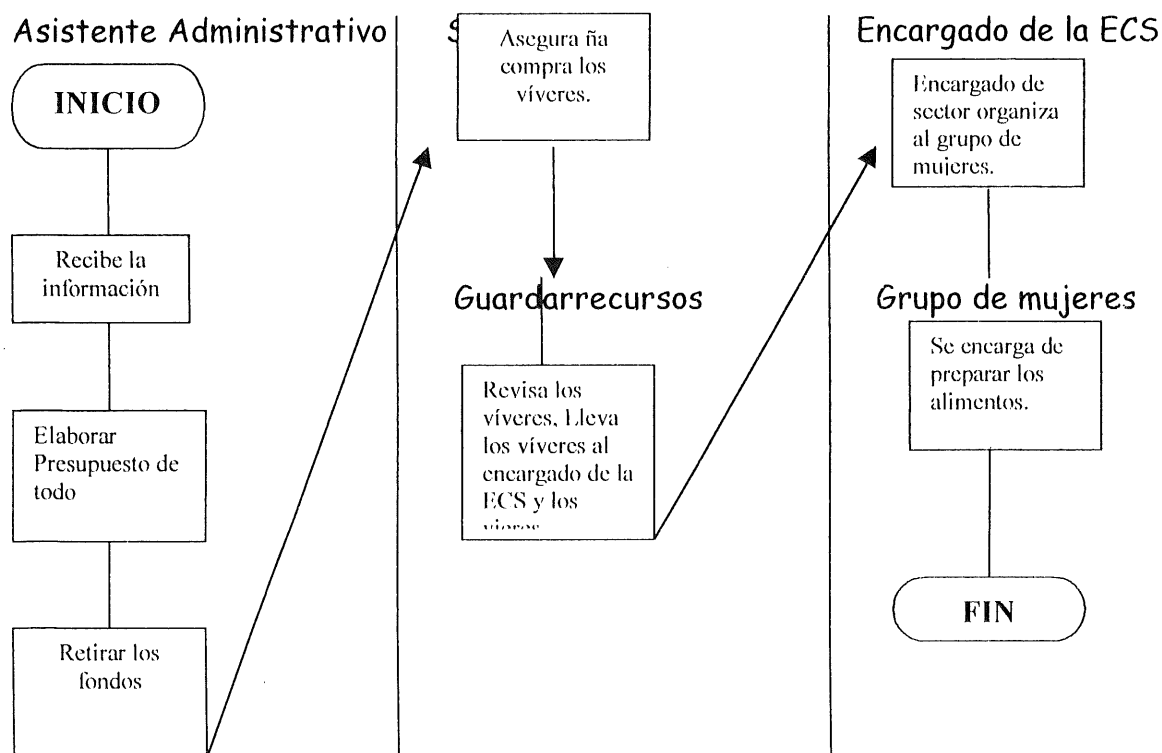 Asistente Administrativo
INICIO
Recibe la
información
Elaborar
Presupuesto de
todo
Retirar los
fondos
S
Asegura ña
compra los
víveres.
Guardarrecursos
Revisa los
víveres, Lleva
los víveres al
encargado de la
ECS y los
Encargado de la ECS
Encargado de
sector organiza
al grupo de
mujeres.
Grupo de mujeres
Se encarga de
preparar los
alimentos.
FIN